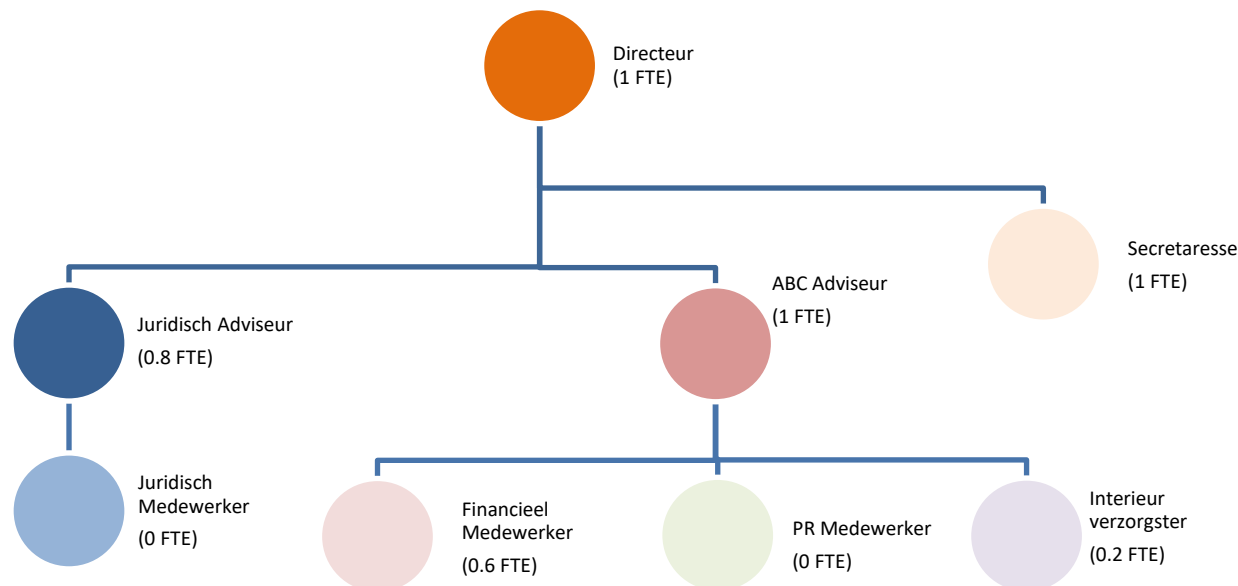 Directeur
(1 FTE)
Secretaresse
(1 FTE)
Juridisch Adviseur
(0.8 FTE)
ABC Adviseur
(1 FTE)
Juridisch
Medewerker
(0 FTE)
Financieel
Medewerker
(0.6 FTE)
PR Medewerker
(0 FTE)
Interieur
verzorgster
(0.2 FTE)